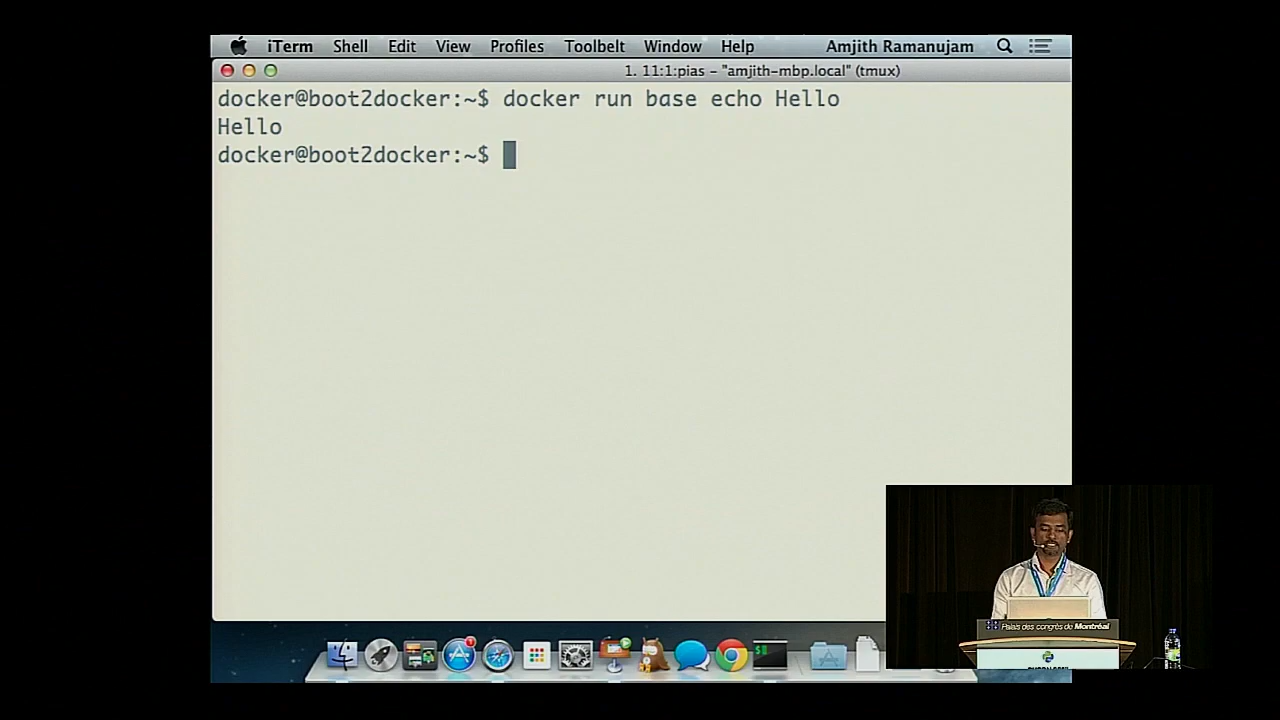 iTerm Shell Edit View Profiles Toolbelt Window Help Amjith Ramanujam
1. 11:1:pias - "amjith-mbp.local" (tmux)
docker@boot2docker:~$ docker run base echo Hello
Hello
docker@boot2docker:~$
Palais des congrès de Montréal